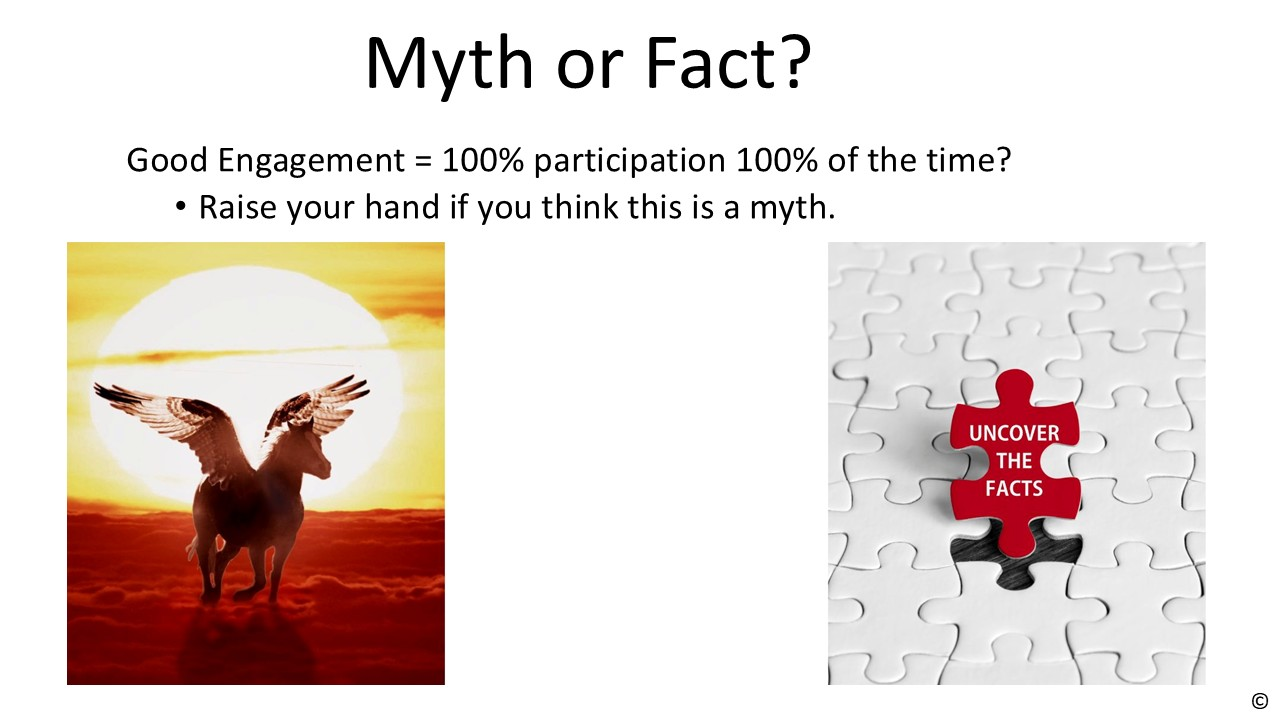 Myth or Fact?
Good Engagement = 100% participation 100% of the time?
• Raise your hand if you think this is a myth.
UNCOVER
THE
FACTS
©